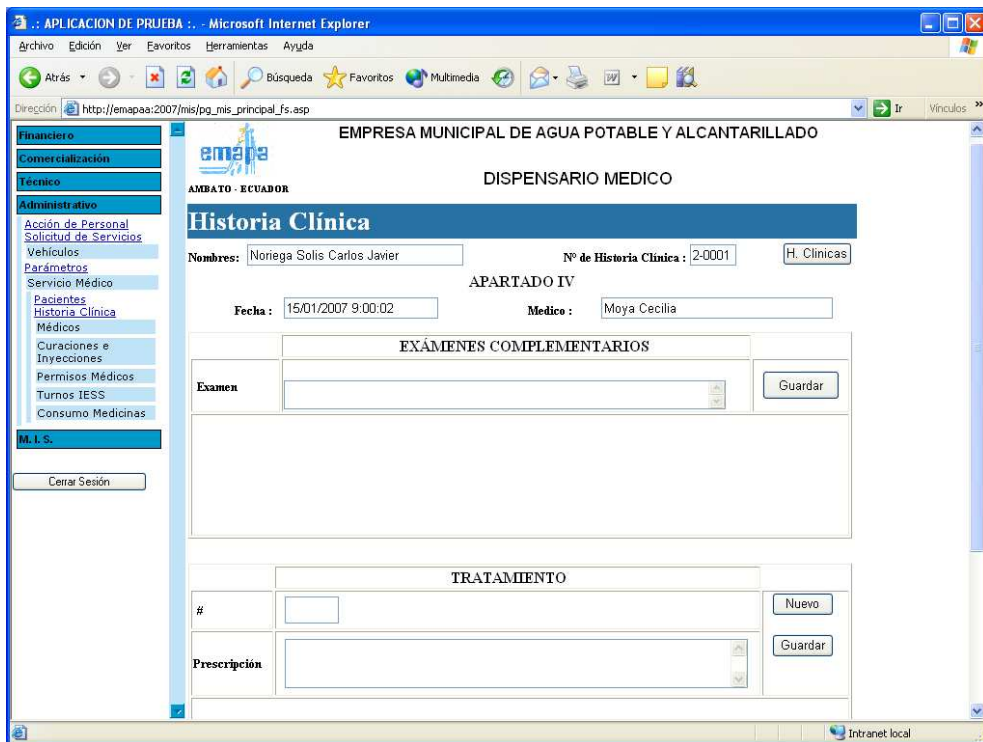 .: APLICACION DE PRUEBA :. - Microsoft Internet Explorer
Archivo Edición Ver Favoritos Herramientas Ayuda
Atrás Búsqueda Favoritos Multimedia
Dirección http://emapaa:2007/mis/pg_mis_principal_fs.asp Ir Vínculos »
Financiero
Comercialización
Técnico
Administrativo
Acción de Personal
Solicitud de Servicios
Vehículos
Parámetros
Servicio Médico
Pacientes
Historia Clínica
Médicos
Curaciones e
Inyecciones
Permisos Médicos
Turnos IESS
Consumo Medicinas
M. I. S.
Cerrar Sesión
emapa
AMBATO - ECUADOR
EMPRESA MUNICIPAL DE AGUA POTABLE Y ALCANTARILLADO
DISPENSARIO MEDICO
Historia Clínica
Nombres: Noriega Solis Carlos Javier Nº de Historia Clínica : 2-0001 H. Clinicas
APARTADO IV
Fecha : 15/01/2007 9:00:02 Medico : Moya Cecilia
EXÁMENES COMPLEMENTARIOS
Examen Guardar
TRATAMIENTO
# Nuevo
Prescripción Guardar
Intranet local